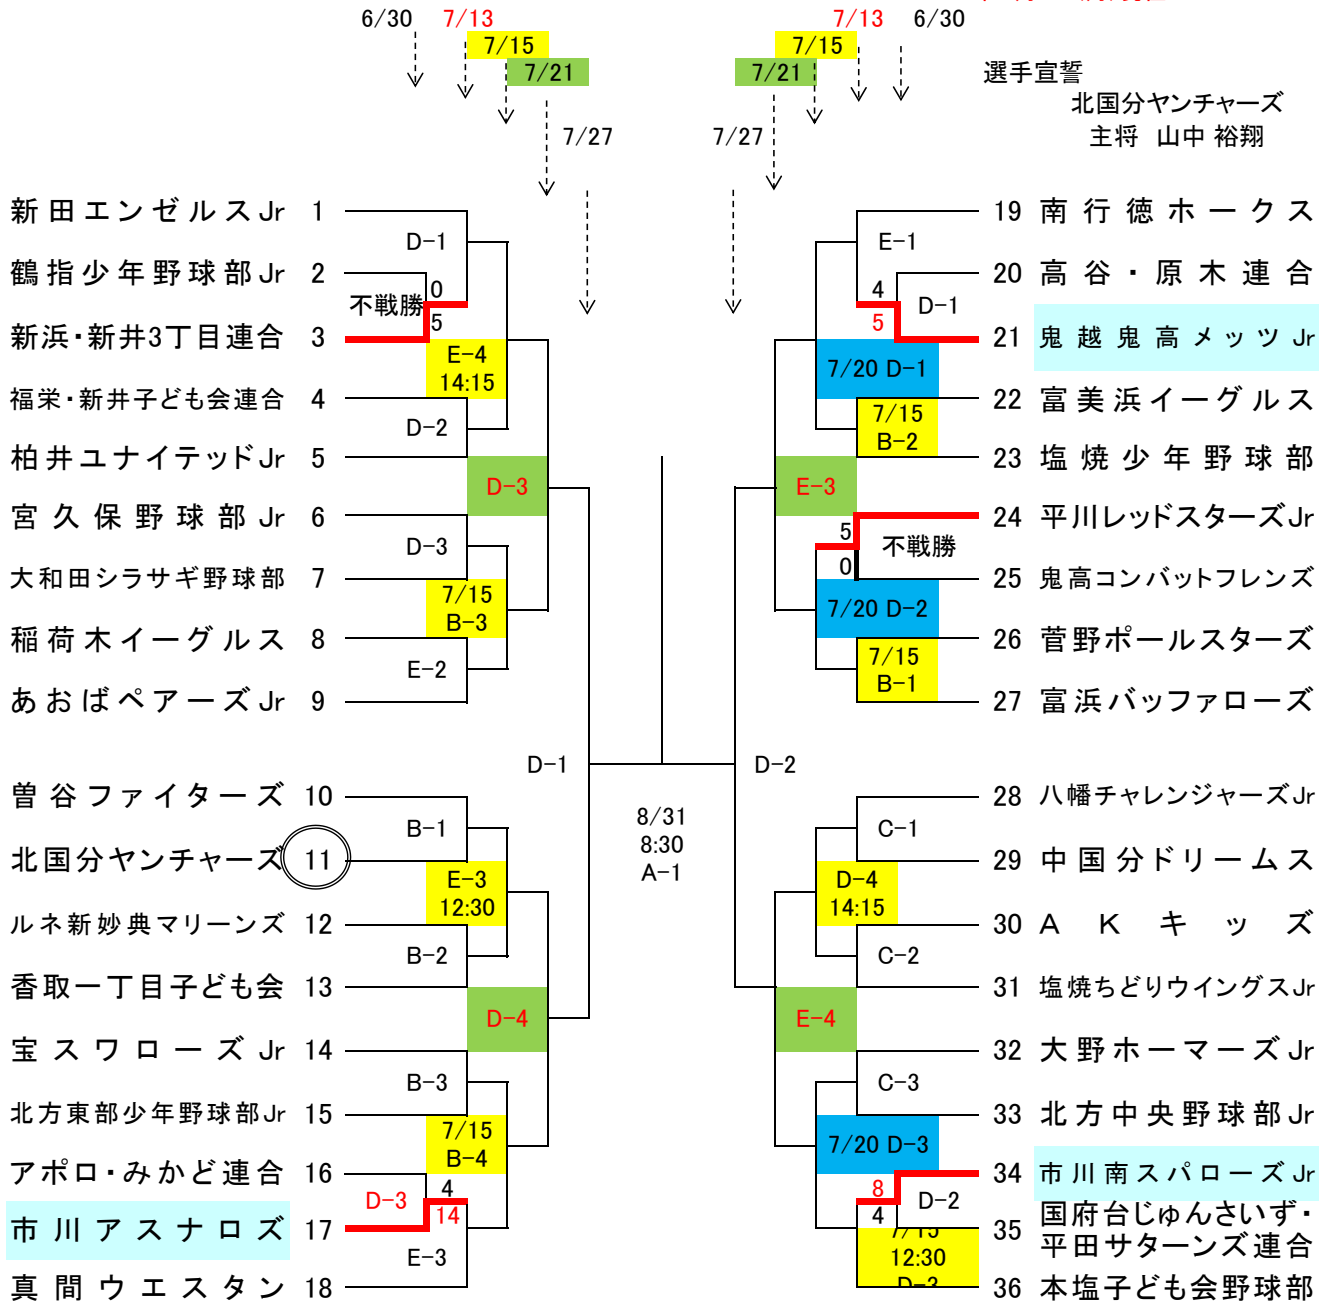 6/30 7/13 7/13 6/30
7/15 7/15
7/21 7/21
選手宣誓
北国分ヤンチャーズ
7/27 7/27
主将 山中 裕翔
新田エンゼルスJr 1
D-1
鶴指少年野球部Jr 2
不戦勝 0
5
新浜・新井3丁目連合 3
E-4
14:15
福栄・新井子ども会連合 4
D-2
柏井ユナイテッドJr 5
D-3
宮久保野球部Jr 6
D-3
大和田シラサギ野球部 7
7/15
B-3
稲荷木イーグルス 8
E-2
あおばペアーズJr 9
D-1
曽谷ファイターズ 10
B-1
北国分ヤンチャーズ 11
E-3
12:30
ルネ新妙典マリーンズ 12
B-2
香取一丁目子ども会 13
D-4
宝スワローズJr 14
B-3
北方東部少年野球部Jr 15
7/15
B-4
アポロ・みかど連合 16
D-3 4
14
市川アスナロズ 17
E-3
真間ウエスタン 18
8/31
8:30
A-1
19 南行徳ホークス
E-1
20 高谷・原木連合
4
D-1
5
21 鬼越鬼高メッツJr
7/20 D-1
22 富美浜イーグルス
7/15
B-2
23 塩焼少年野球部
E-3
24 平川レッドスターズJr
5
不戦勝
0
25 鬼高コンバットフレンズ
7/20 D-2
26 菅野ポールスターズ
7/15
B-1
27 富浜バッファローズ
D-2
28 八幡チャレンジャーズJr
C-1
29 中国分ドリームス
D-4
14:15
30 AKキッズ
C-2
31 塩焼ちどりウイングスJr
E-4
32 大野ホーマーズJr
C-3
33 北方中央野球部Jr
7/20 D-3
34 市川南スパローズJr
8
D-2
4
35 国府台じゅんさいず・
平田サターンズ連合
7/15
12:30
D-3
36 本塩子ども会野球部